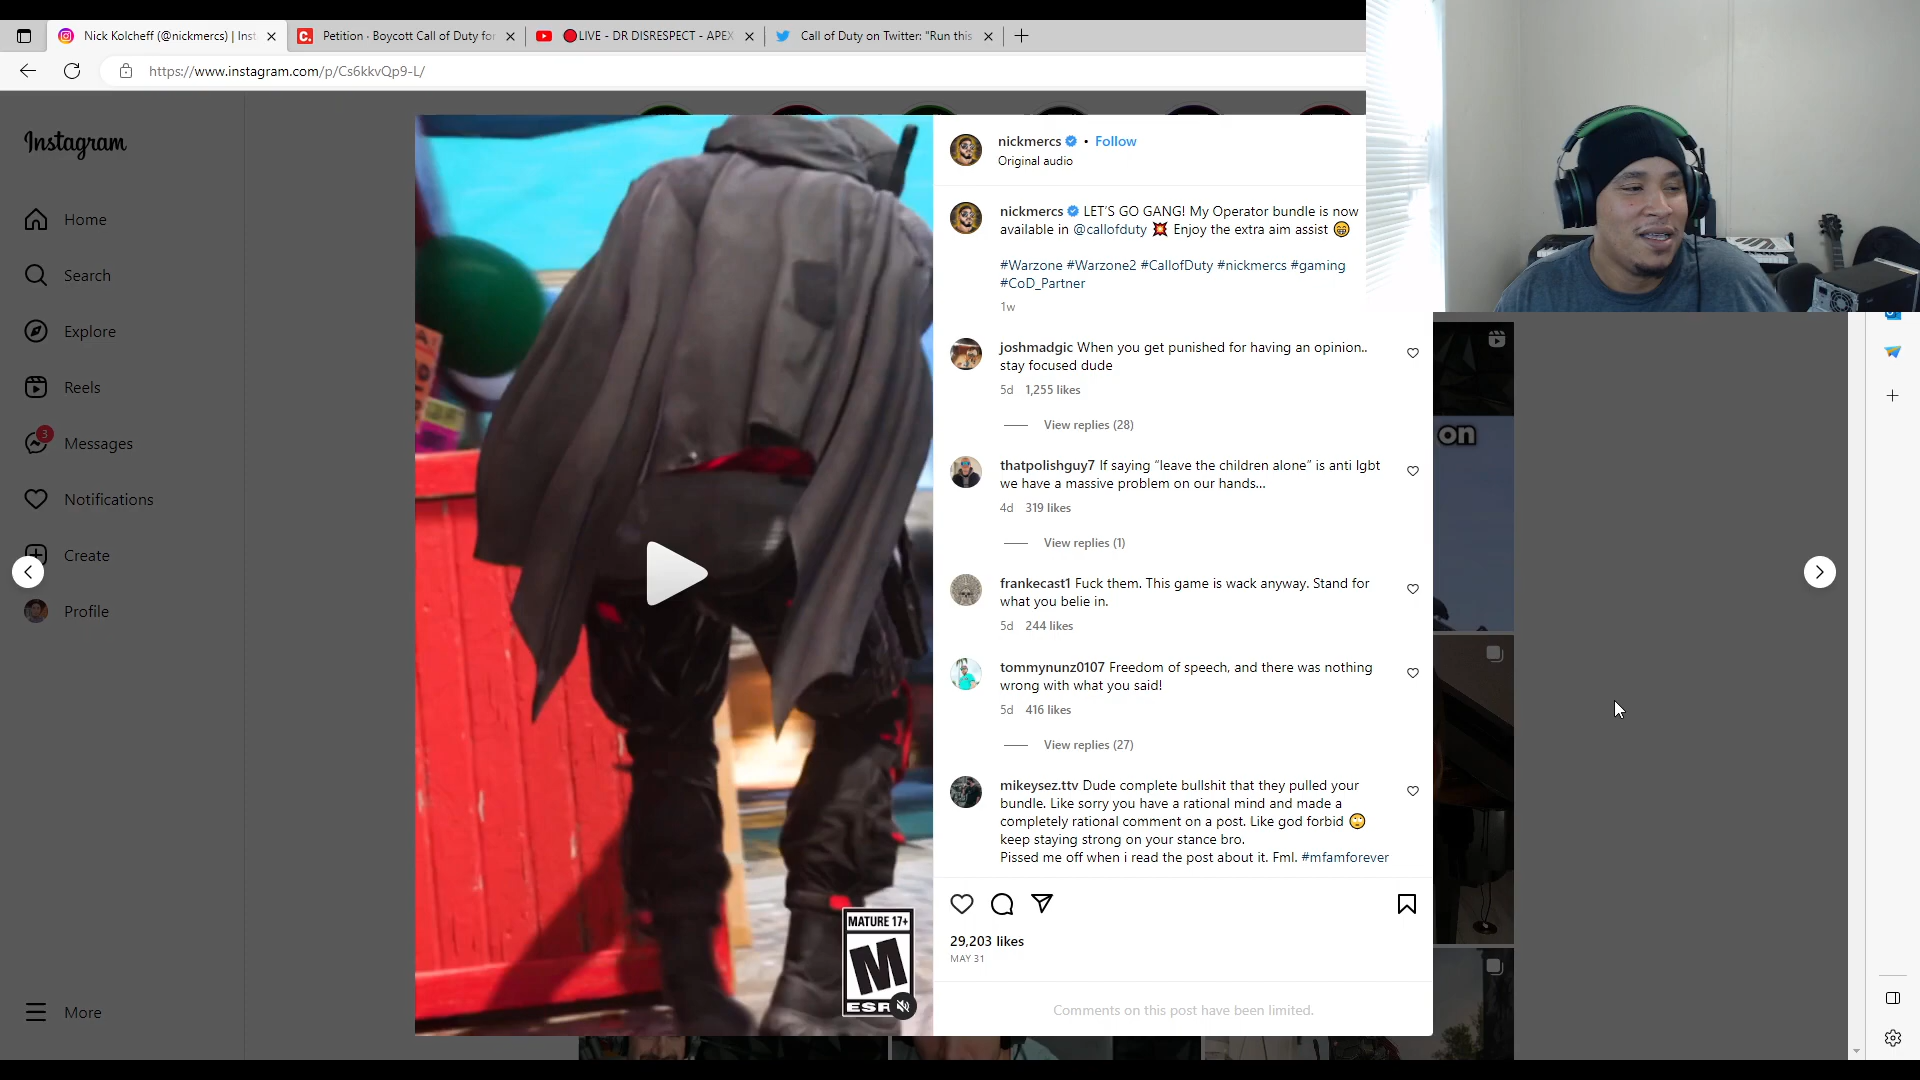 Nick Kolcheff (@nickmercs) | Inst
Petition · Boycott Call of Duty for
LIVE - DR DISRESPECT - APEX
Call of Duty on Twitter: "Run this
https://www.instagram.com/p/Cs6kkvQp9-L/
Instagram
Home
Search
Explore
Reels
3
Messages
Notifications
Create
Profile
More
MATURE 17+
M
ESR
nickmercs • Follow
Original audio
nickmercs LET'S GO GANG! My Operator bundle is now
available in @callofduty 💥 Enjoy the extra aim assist 😁
#Warzone #Warzone2 #CallofDuty #nickmercs #gaming
#CoD_Partner
1w
joshmadgic When you get punished for having an opinion..
stay focused dude
5d 1,255 likes
View replies (28)
thatpolishguy7 If saying “leave the children alone” is anti lgbt
we have a massive problem on our hands...
4d 319 likes
View replies (1)
frankecast1 Fuck them. This game is wack anyway. Stand for
what you belie in.
5d 244 likes
tommynunz0107 Freedom of speech, and there was nothing
wrong with what you said!
5d 416 likes
View replies (27)
mikeysez.ttv Dude complete bullshit that they pulled your
bundle. Like sorry you have a rational mind and made a
completely rational comment on a post. Like god forbid 🙄
keep staying strong on your stance bro.
Pissed me off when i read the post about it. Fml. #mfamforever
29,203 likes
MAY 31
Comments on this post have been limited.
on